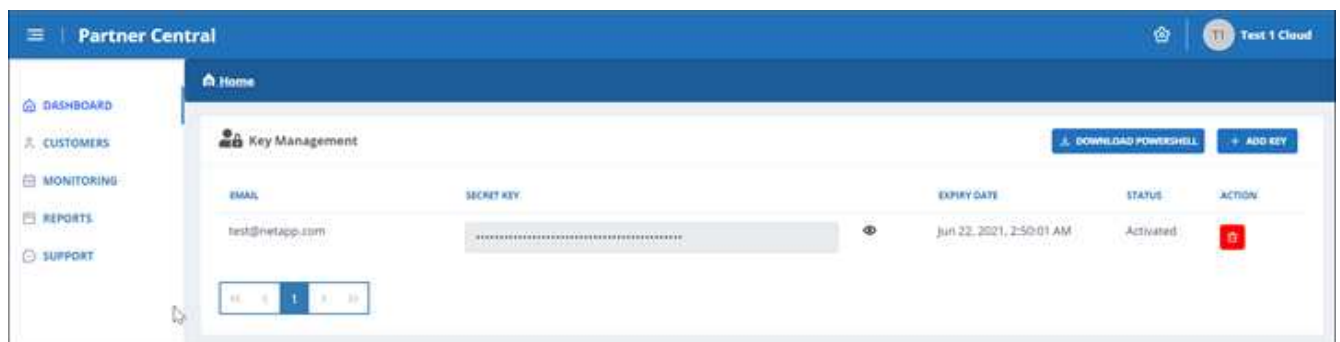 Partner Central
T1 Test 1 Cloud
Home
DASHBOARD
CUSTOMERS
MONITORING
REPORTS
SUPPORT
Key Management
DOWNLOAD POWERSHELL
+ ADD KEY
EMAIL SECRET KEY EXPIRY DATE STATUS ACTION
test@netapp.com Jun 22, 2021, 2:50:01 AM Activated
1